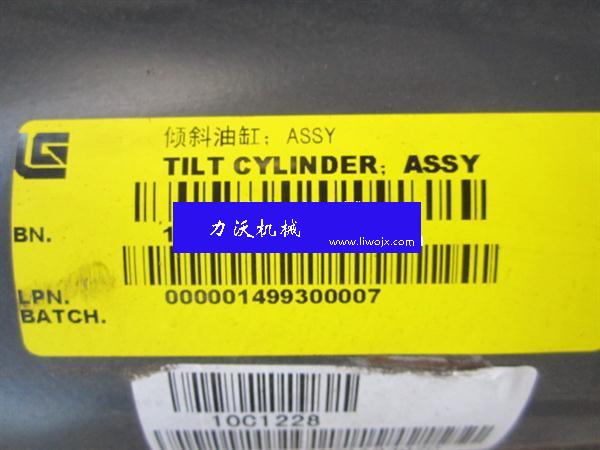 倾斜油缸; ASSY
TILT CYLINDER; ASSY
BN. 1
力沃机械
www.liwojx.com
LPN. 000001499300007
BATCH.
10C1228